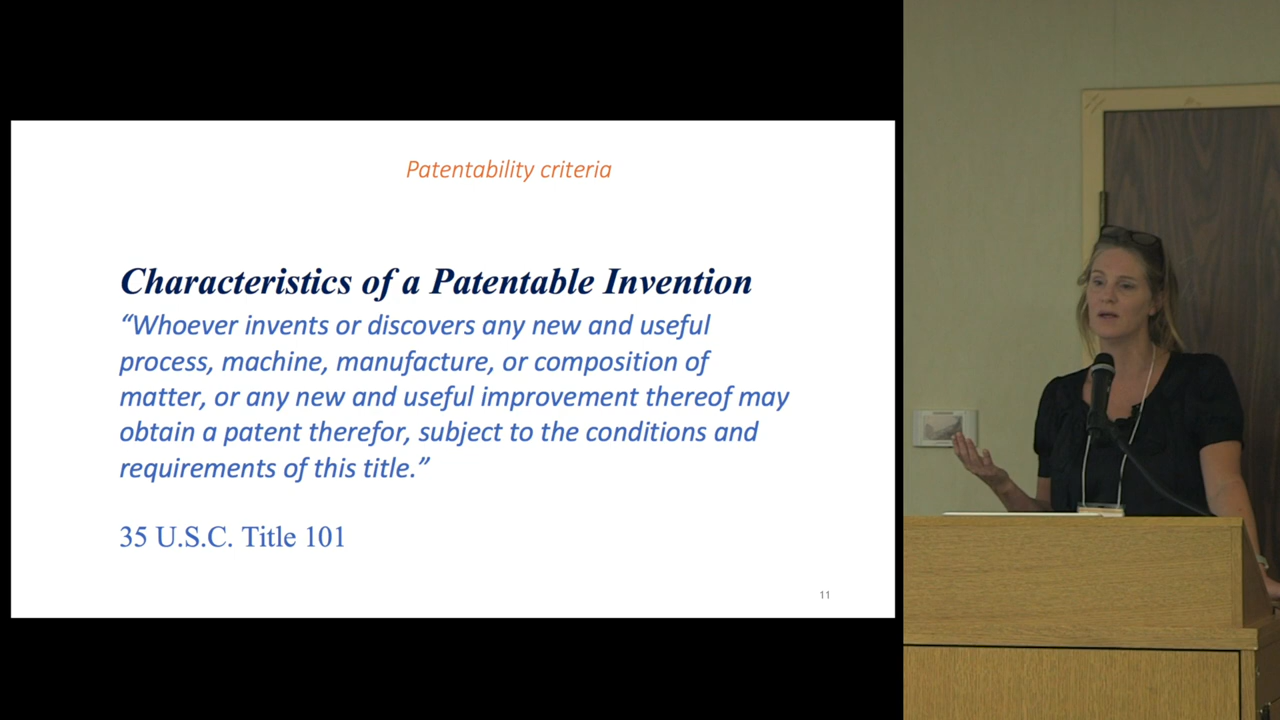 Patentability criteria
Characteristics of a Patentable Invention
“Whoever invents or discovers any new and useful
process, machine, manufacture, or composition of
matter, or any new and useful improvement thereof may
obtain a patent therefor, subject to the conditions and
requirements of this title.”
35 U.S.C. Title 101
11